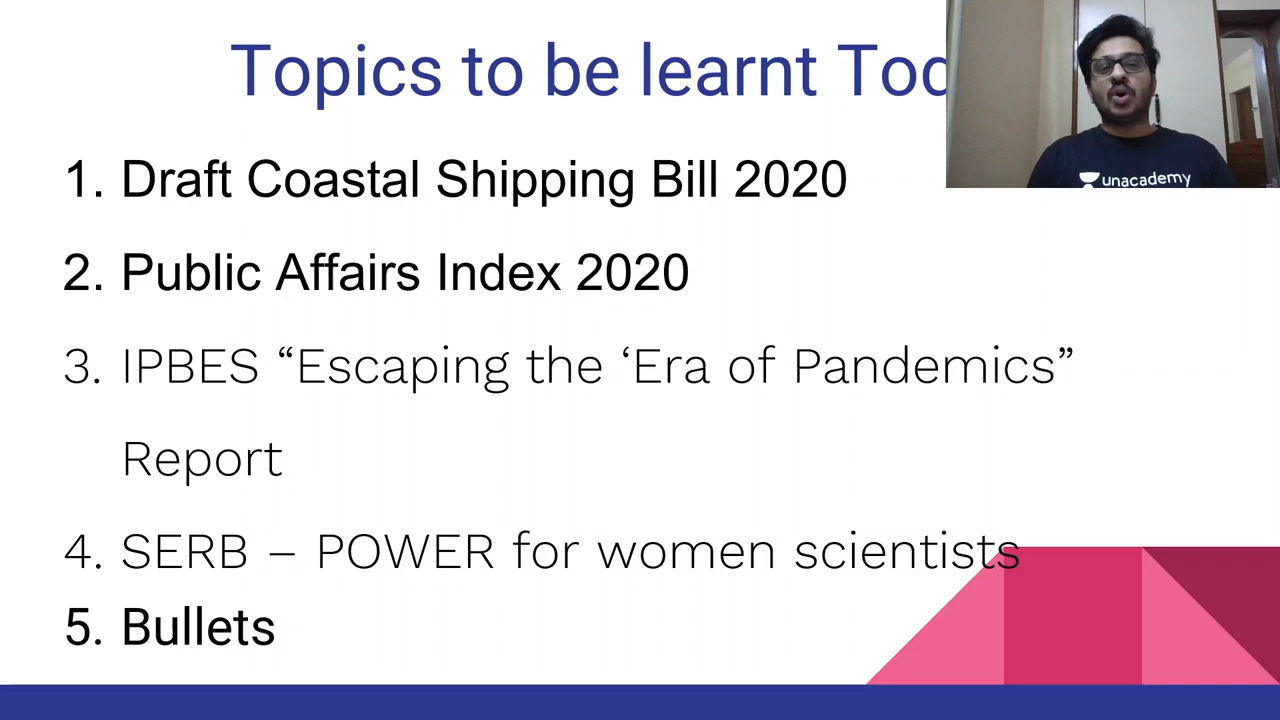 Topics to be learnt
1. Draft Coastal Shipping Bill 2020
2. Public Affairs Index 2020
3. IPBES “Escaping the ‘Era of Pandemics”
Report
4. SERB – POWER for women scientists
5. Bullets
unacademy